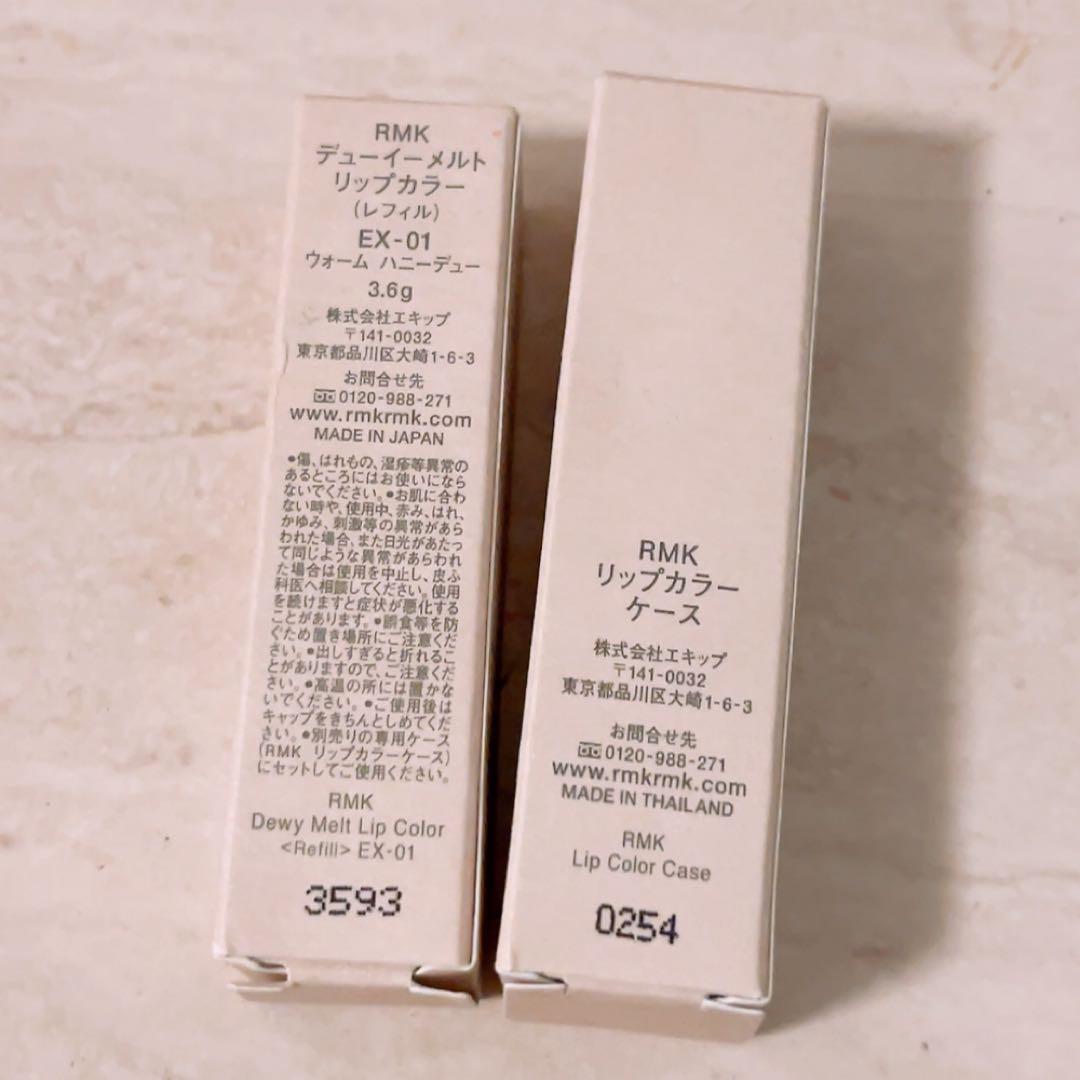 RMK
デューイーメルト
リップカラー
(レフィル)
EX-01
ウォーム ハニーデュー
3.6g
株式会社エキップ
〒141-0032
東京都品川区大崎1-6-3
お問合せ先
0120-988-271
www.rmkrmk.com
MADE IN JAPAN
●傷、はれもの、湿疹等異常の
あるところにはお使いになら
ないでください。●お肌に合わ
ない時や、使用中、赤み、はれ、
かゆみ、刺激等の異常があら
われた場合、また日光があたっ
て同じような異常があらわれ
た場合は使用を中止し、皮ふ
科医へ相談してください。使用
を続けますと症状が悪化する
ことがあります。●誤食等を防
ぐため置き場所にご注意くだ
さい。●出しすぎると折れるこ
とがありますので、ご注意くだ
さい。●高温の所には置かな
いでください。●ご使用後は
キャップをきちんとしめてくだ
さい。●別売りの専用ケース
(RMK リップカラーケース)
にセットしてご使用ください。
RMK
Dewy Melt Lip Color
<Refill> EX-01
3593
RMK
リップカラー
ケース
株式会社エキップ
〒141-0032
東京都品川区大崎1-6-3
お問合せ先
0120-988-271
www.rmkrmk.com
MADE IN THAILAND
RMK
Lip Color Case
0254